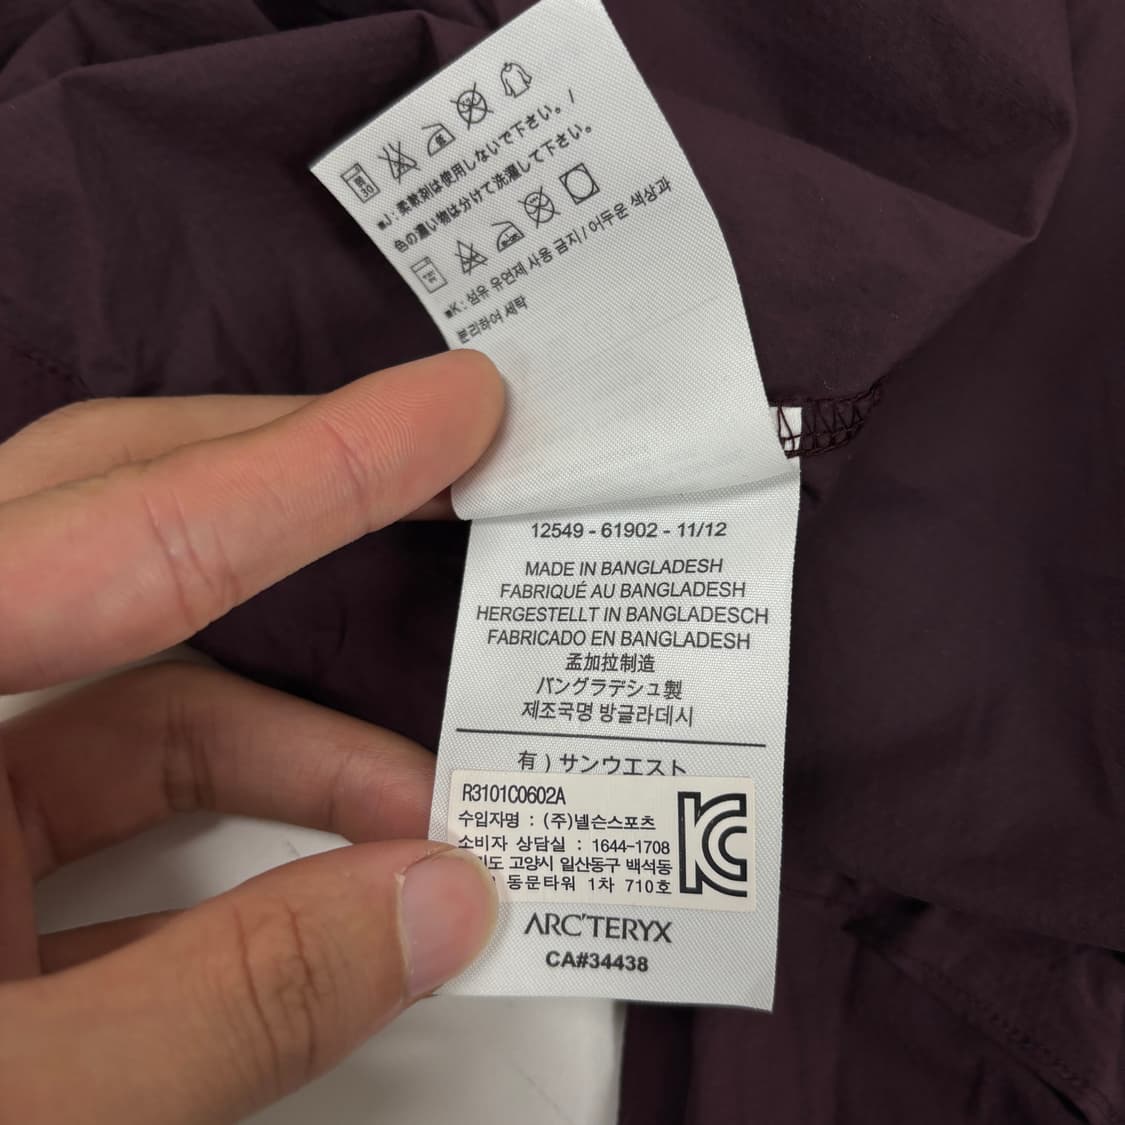 ■J : 柔軟剤は使用しないで下さい。/
色の濃い物は分けて洗濯して下さい。
■K : 섬유 유연제 사용 금지 / 어두운 색상과
분리하여 세탁
12549 - 61902 - 11/12
MADE IN BANGLADESH
FABRIQUÉ AU BANGLADESH
HERGESTELLT IN BANGLADESCH
FABRICADO EN BANGLADESH
孟加拉制造
バングラデシュ製
제조국명 방글라데시
有 ) サンウエスト
R3101C0602A
수입자명 : (주)넬슨스포츠
소비자 상담실 : 1644-1708
고양시 일산동구 백석동
동문타워 1차 710호
ARC'TERYX
CA#34438